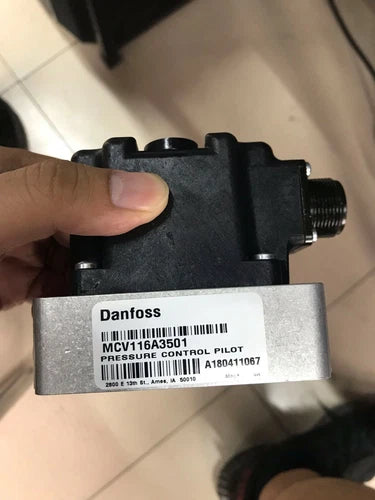 Danfoss
MCV116A3501
PRESSURE CONTROL PILOT
A180411067
2800 E 13th St., Ames, IA 50010